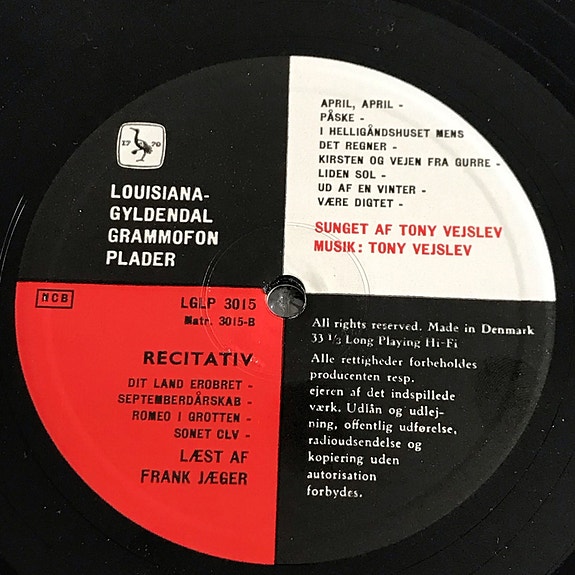 17 70
LOUISIANA-
GYLDENDAL
GRAMMOFON
PLADER
APRIL, APRIL -
PÅSKE -
I HELLIGÅNDSHUSET MENS
DET REGNER -
KIRSTEN OG VEJEN FRA GURRE -
LIDEN SOL -
UD AF EN VINTER -
VÆRE DIGTET -
SUNGET AF TONY VEJSLEV
MUSIK: TONY VEJSLEV
NCB
LGLP 3015
Matr. 3015-B
RECITATIV
DIT LAND EROBRET -
SEPTEMBERDÅRSKAB -
ROMEO I GROTTEN -
SONET CLV -
LÆST AF
FRANK JÆGER
All rights reserved. Made in Denmark
33 1/3 Long Playing Hi-Fi
Alle rettigheder forbeholdes
producenten resp.
ejeren af det indspillede
værk. Udlån og udlej-
ning, offentlig udførelse,
radioudsendelse og
kopiering uden
autorisation
forbydes.